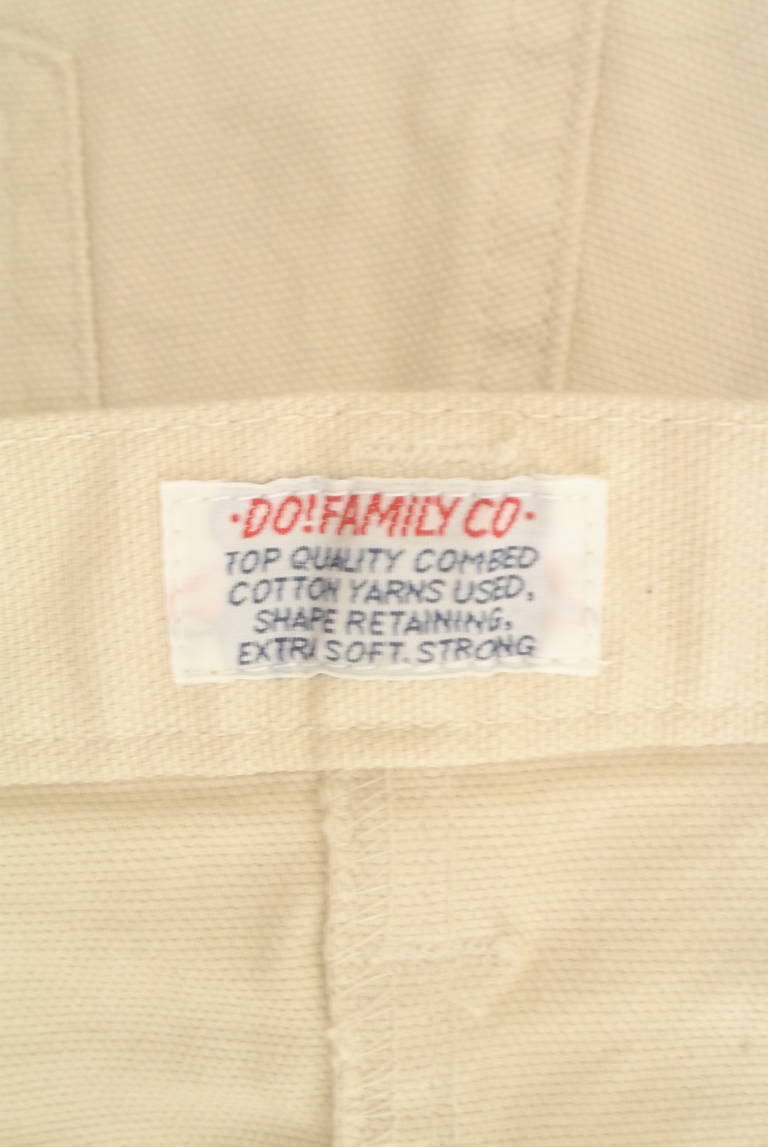 ·DO!FAMILY CO·
TOP QUALITY COMBED
COTTON YARNS USED,
SHAPE RETAINING,
EXTRA SOFT. STRONG